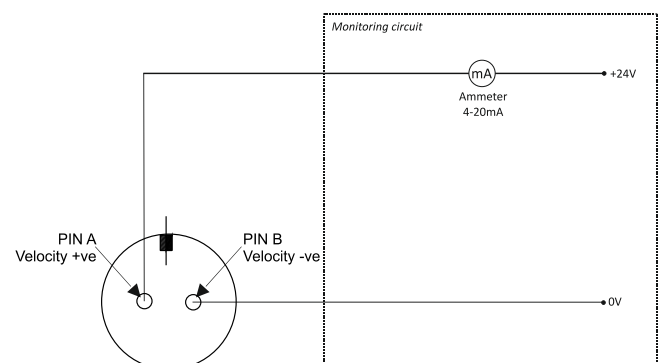 Monitoring circuit
mA
+24V
Ammeter
4-20mA
PIN A
Velocity +ve
PIN B
Velocity -ve
0V